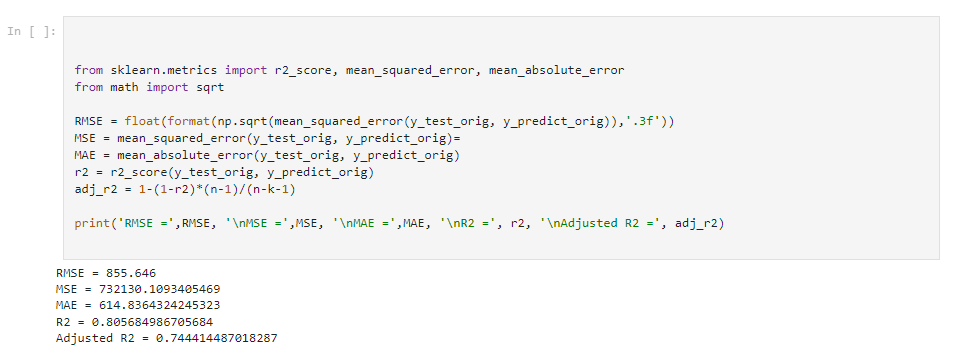 In [ ]:
from sklearn.metrics import r2_score, mean_squared_error, mean_absolute_error
from math import sqrt
RMSE = float(format(np.sqrt(mean_squared_error(y_test_orig, y_predict_orig)),'.3f'))
MSE = mean_squared_error(y_test_orig, y_predict_orig)=
MAE = mean_absolute_error(y_test_orig, y_predict_orig)
r2 = r2_score(y_test_orig, y_predict_orig)
adj_r2 = 1-(1-r2)*(n-1)/(n-k-1)
print('RMSE =',RMSE, '\nMSE =',MSE, '\nMAE =',MAE, '\nR2 =', r2, '\nAdjusted R2 =', adj_r2)
RMSE = 855.646
MSE = 732130.1093405469
MAE = 614.8364324245323
R2 = 0.805684986705684
Adjusted R2 = 0.744414487018287